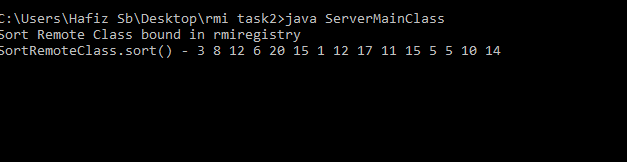 C:\Users\Hafiz Sb\Desktop\rmi task2>java ServerMainClass
Sort Remote Class bound in rmiregistry
SortRemoteClass.sort() - 3 8 12 6 20 15 1 12 17 11 15 5 5 10 14